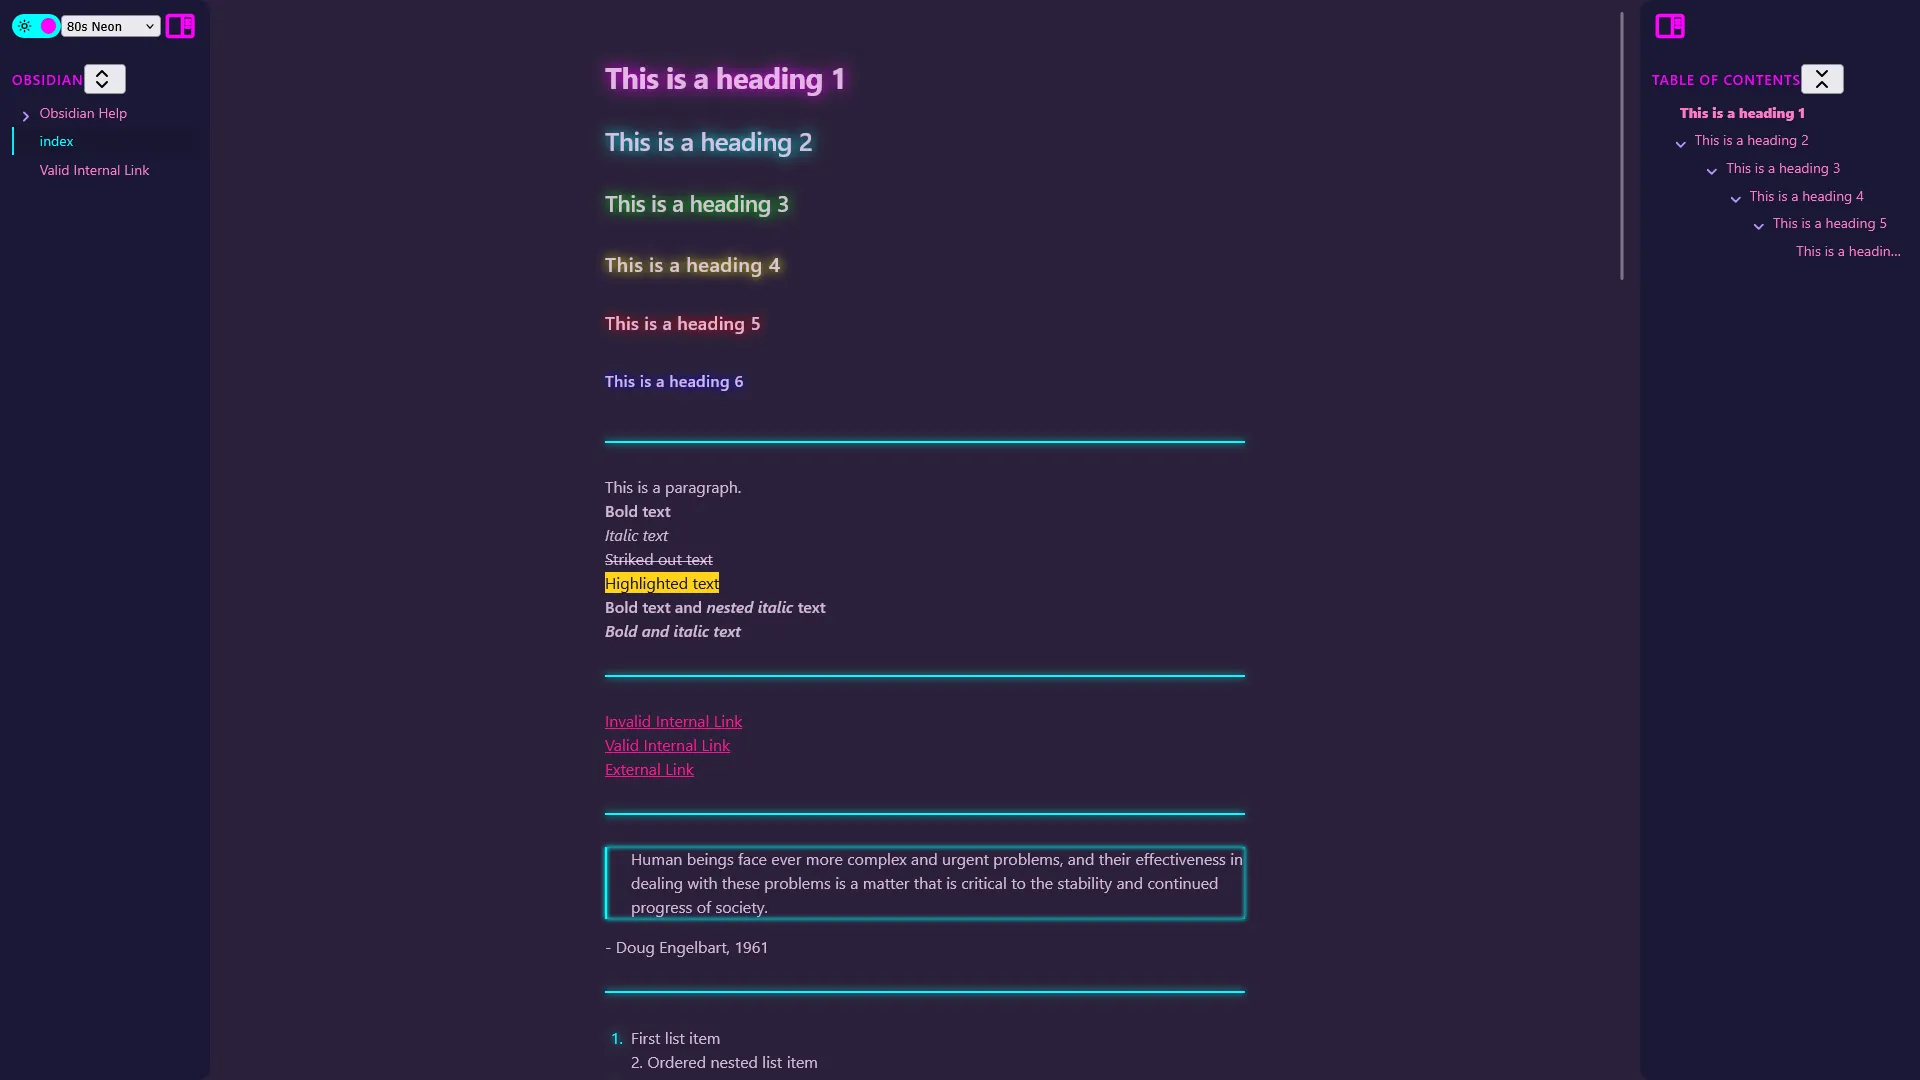 80s Neon
OBSIDIAN
Obsidian Help
index
Valid Internal Link
This is a heading 1
This is a heading 2
This is a heading 3
This is a heading 4
This is a heading 5
This is a heading 6
This is a paragraph.
Bold text
Italic text
Striked out text
Highlighted text
Bold text and nested italic text
Bold and italic text
Invalid Internal Link
Valid Internal Link
External Link
Human beings face ever more complex and urgent problems, and their effectiveness in
dealing with these problems is a matter that is critical to the stability and continued
progress of society.
- Doug Engelbart, 1961
1. First list item
2. Ordered nested list item
TABLE OF CONTENTS
This is a heading 1
This is a heading 2
This is a heading 3
This is a heading 4
This is a heading 5
This is a headin...